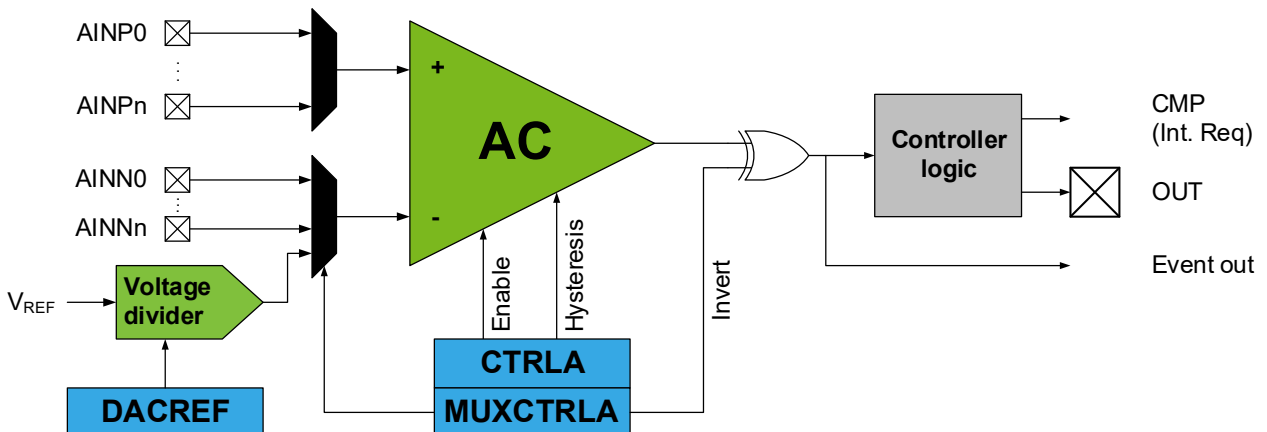 AINP0
AINPn
AINN0
AINNn
VREF
Voltage
divider
DACREF
+
AC
-
Enable
Hysteresis
Invert
CTRLA
MUXCTRLA
Controller
logic
CMP
(Int. Req)
OUT
Event out